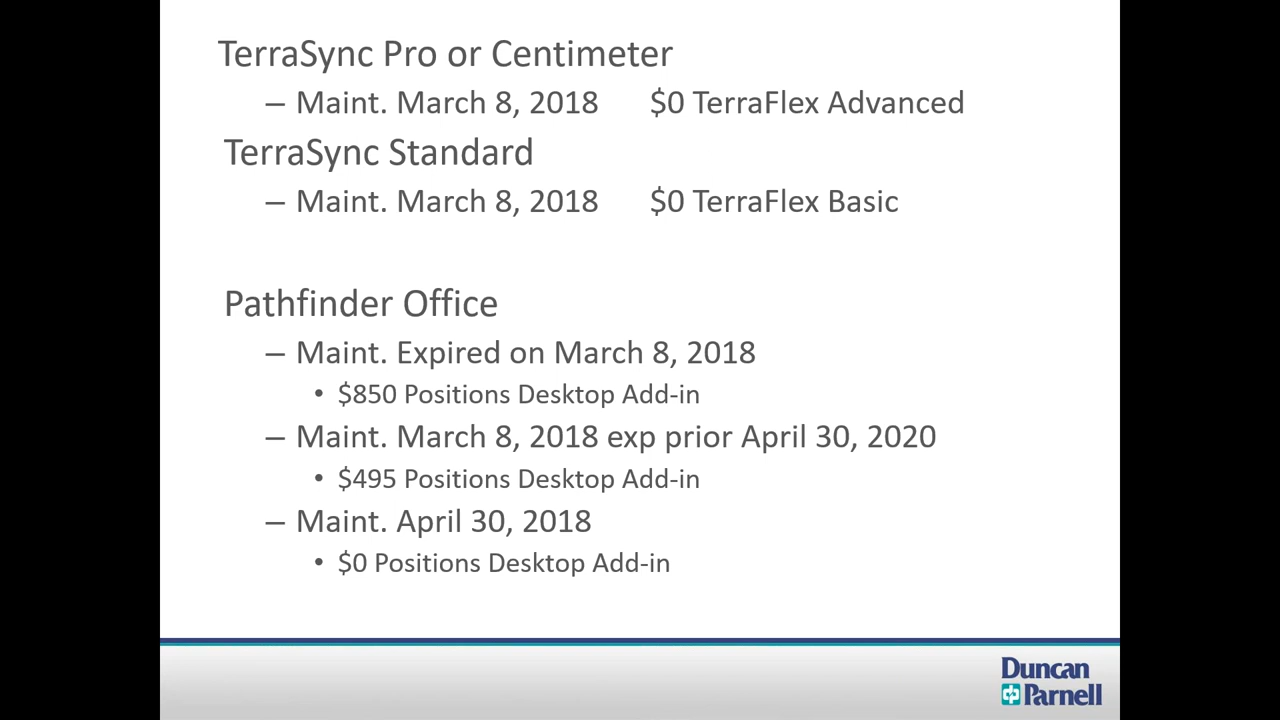 TerraSync Pro or Centimeter
– Maint. March 8, 2018 $0 TerraFlex Advanced
TerraSync Standard
– Maint. March 8, 2018 $0 TerraFlex Basic
Pathfinder Office
– Maint. Expired on March 8, 2018
• $850 Positions Desktop Add-in
– Maint. March 8, 2018 exp prior April 30, 2020
• $495 Positions Desktop Add-in
– Maint. April 30, 2018
• $0 Positions Desktop Add-in
Duncan
Parnell